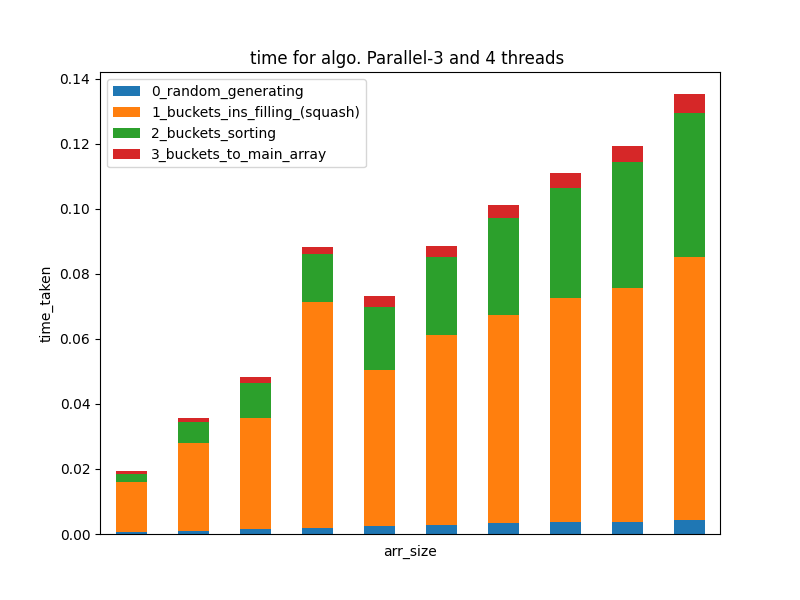 time for algo. Parallel-3 and 4 threads
0_random_generating
1_buckets_ins_filling_(squash)
2_buckets_sorting
3_buckets_to_main_array
0.14
0.12
0.10
0.08
0.06
0.04
0.02
0.00
time_taken
arr_size